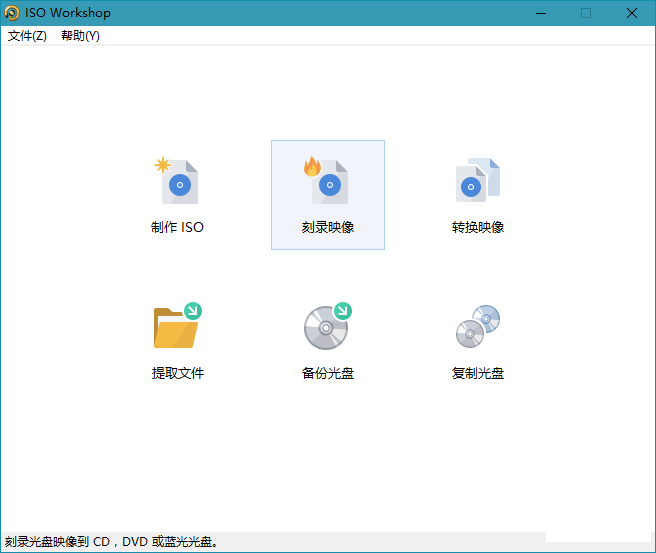 ISO Workshop
文件(Z) 帮助(Y)
制作 ISO 刻录映像 转换映像
提取文件 备份光盘 复制光盘
刻录光盘映像到 CD，DVD 或蓝光光盘。